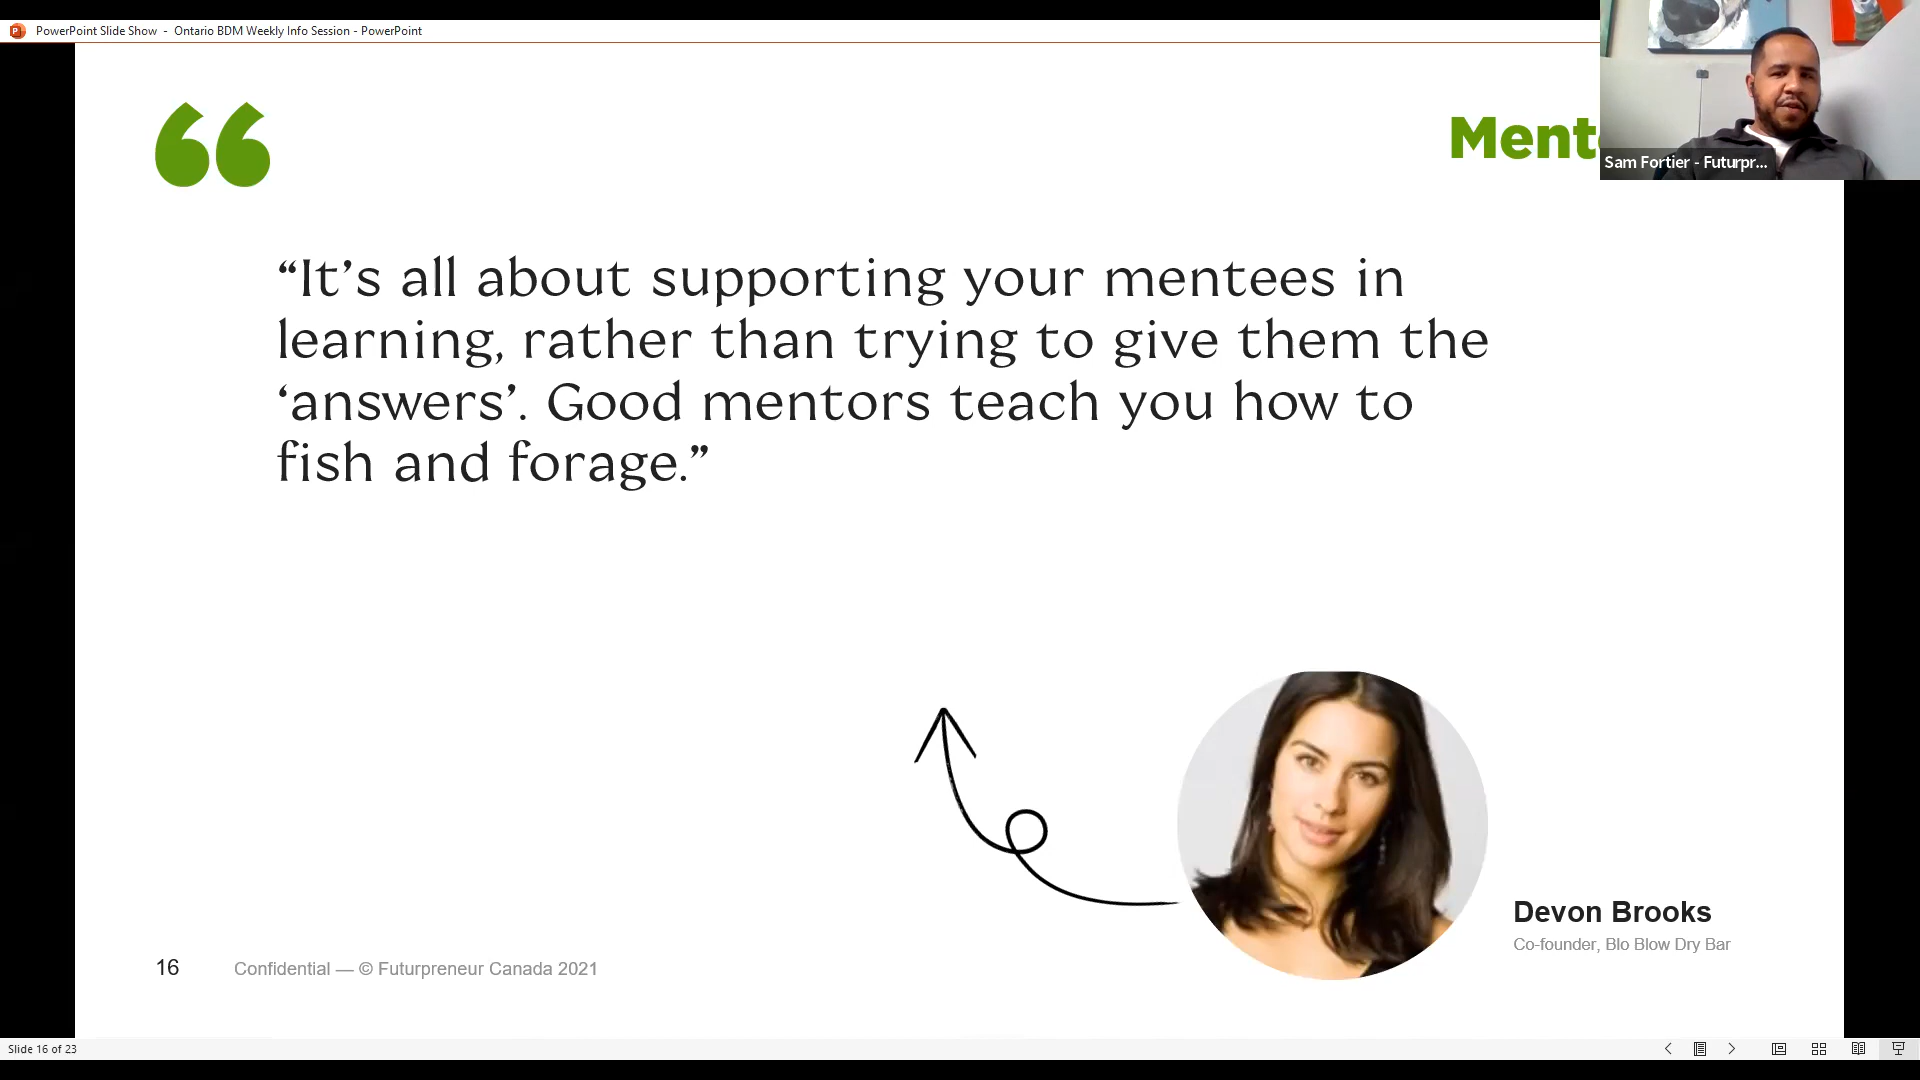 PowerPoint Slide Show - Ontario BDM Weekly Info Session - PowerPoint
Sam Fortier - Futurpr...
“It’s all about supporting your mentees in
learning, rather than trying to give them the
‘answers’. Good mentors teach you how to
fish and forage.”
Devon Brooks
Co-founder, Blo Blow Dry Bar
16 Confidential — © Futurpreneur Canada 2021
Slide 16 of 23